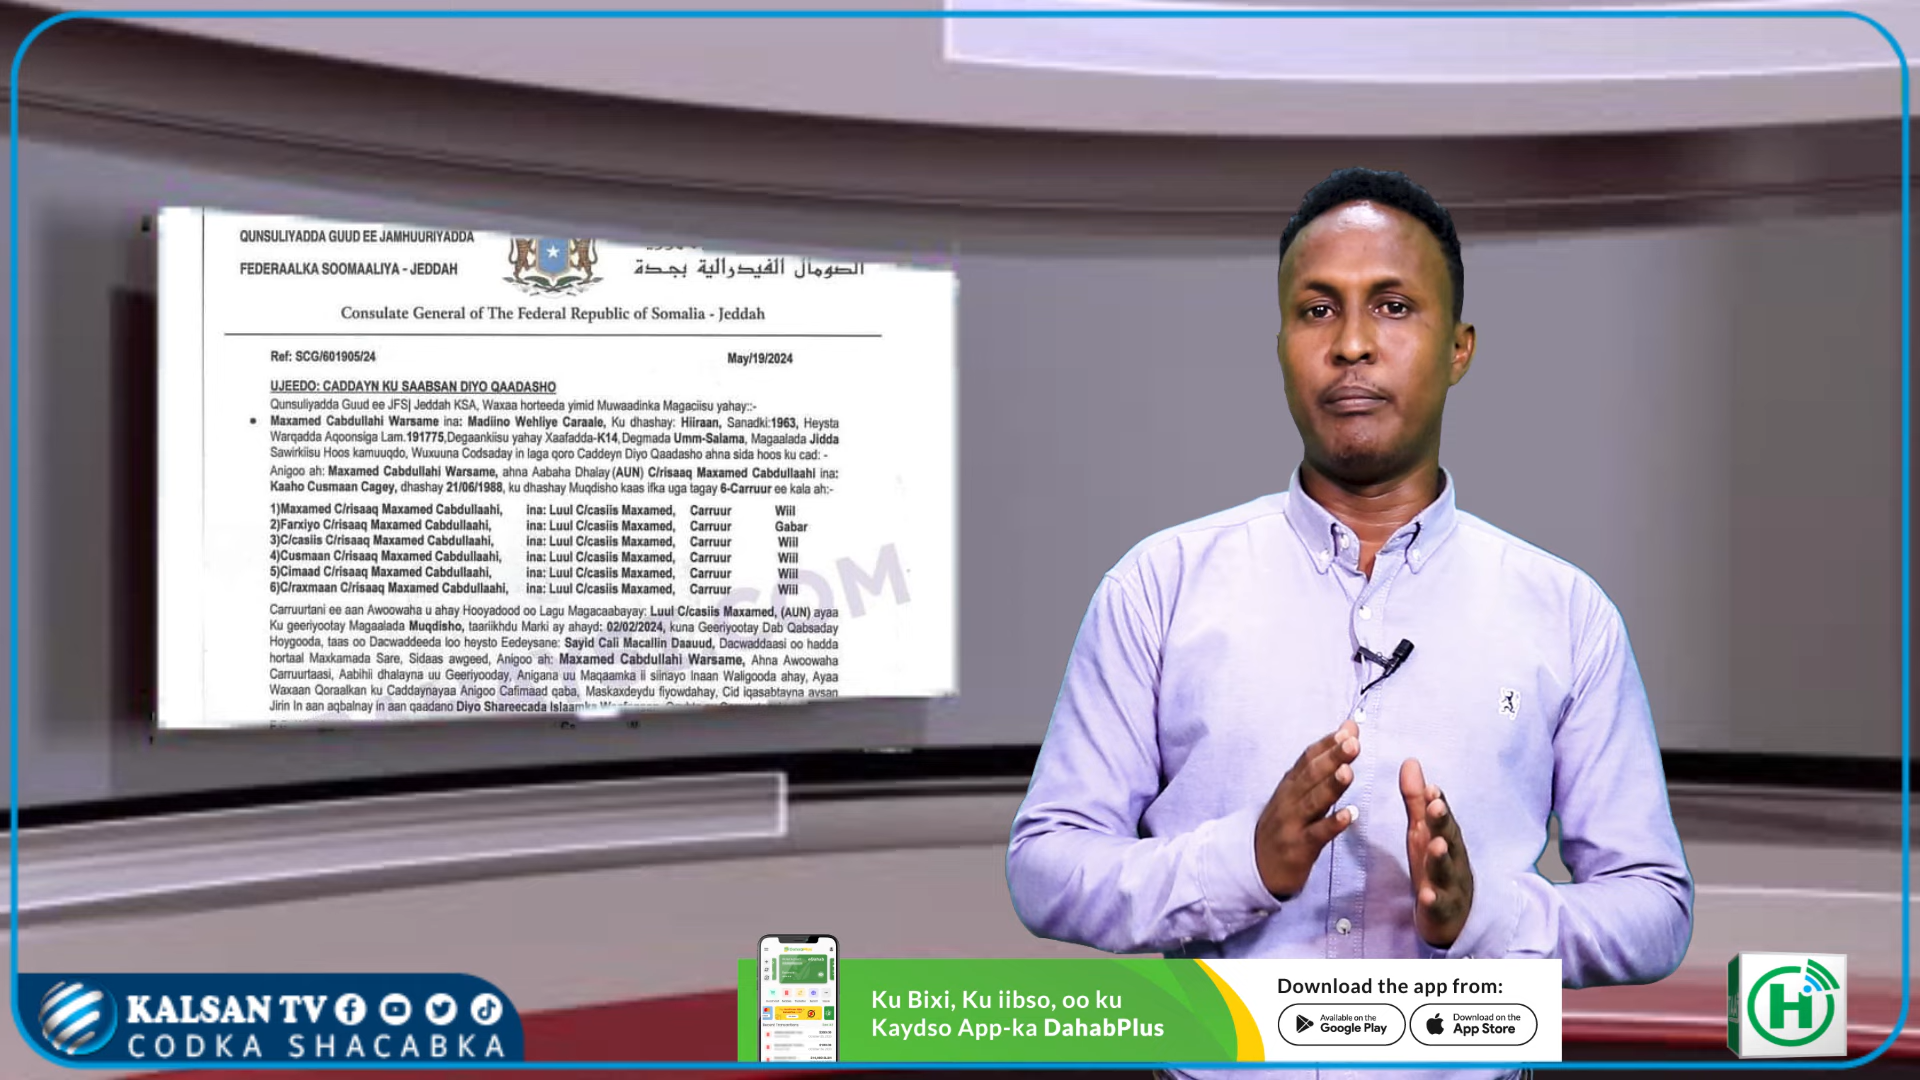 QUNSULIYADDA GUUD EE JAMHUURIYADDA
FEDERAALKA SOOMAALIYA - JEDDAH
الصومال الفيدرالية بجدة
Consulate General of The Federal Republic of Somalia - Jeddah
Ref: SCG/601905/24
May/19/2024
UJEEDO: CADDAYN KU SAABSAN DIYO QAADASHO
Qunsuliyadda Guud ee JFS| Jeddah KSA, Waxaa horteeda yimid Muwaadinka Magaciisu yahay::-
• Maxamed Cabdullahi Warsame ina: Madiino Wehliye Caraale, Ku dhashay: Hiiraan, Sanadki:1963, Heysta
Warqadda Aqoonsiga Lam.191775,Degaankiisu yahay Xaafadda-K14,Degmada Umm-Salama, Magaalada Jidda
Sawirkiisu Hoos kamuuqdo, Wuxuuna Codsaday in laga qoro Caddeyn Diyo Qaadasho ahna sida hoos ku cad: -
Anigoo ah: Maxamed Cabdullahi Warsame, ahna Aabaha Dhalay (AUN) C/risaaq Maxamed Cabdullaahi ina:
Kaaho Cusmaan Cagey, dhashay 21/06/1988, ku dhashay Muqdisho kaas ifka uga tagay 6-Carruur ee kala ah:-
1)Maxamed C/risaaq Maxamed Cabdullaahi, ina: Luul C/casiis Maxamed, Carruur Wiil
2)Farxiyo C/risaaq Maxamed Cabdullaahi, ina: Luul C/casiis Maxamed, Carruur Gabar
3)C/casiis C/risaaq Maxamed Cabdullaahi, ina: Luul C/casiis Maxamed, Carruur Wiil
4)Cusmaan C/risaaq Maxamed Cabdullaahi, ina: Luul C/casiis Maxamed, Carruur Wiil
5)Cimaad C/risaaq Maxamed Cabdullaahi, ina: Luul C/casiis Maxamed, Carruur Wiil
6)C/raxmaan C/risaaq Maxamed Cabdullaahi, ina: Luul C/casiis Maxamed, Carruur Wiil
Carruurtani ee aan Awoowaha u ahay Hooyadood oo Lagu Magacaabayay: Luul C/casiis Maxamed, (AUN) ayaa
Ku geeriyootay Magaalada Muqdisho, taariikhdu Marki ay ahayd: 02/02/2024, kuna Geeriyootay Dab Qabsaday
Hoygooda, taas oo Dacwaddeeda loo heysto Eedeysane: Sayid Cali Macallin Daauud, Dacwaddaasi oo hadda
hortaal Maxkamada Sare, Sidaas awgeed, Anigoo ah: Maxamed Cabdullahi Warsame, Ahna Awoowaha
Carruurtaasi, Aabihii dhalayna uu Geeriyooday, Anigana uu Maqaamka ii siinayo Inaan Waligooda ahay, Ayaa
Waxaan Qoraalkan ku Caddaynayaa Anigoo Cafimaad qaba, Maskaxdeydu fiyowdahay, Cid iqasabtayna aysan
Jirin In aan aqbalnay in aan qaadano Diyo Shareecada Islaamka
.COM
KALSAN TV
CODKA SHACABKA
Ku Bixi, Ku iibso, oo ku
Kaydso App-ka DahabPlus
Download the app from:
Available on the
Google Play
Download on the
App Store
H